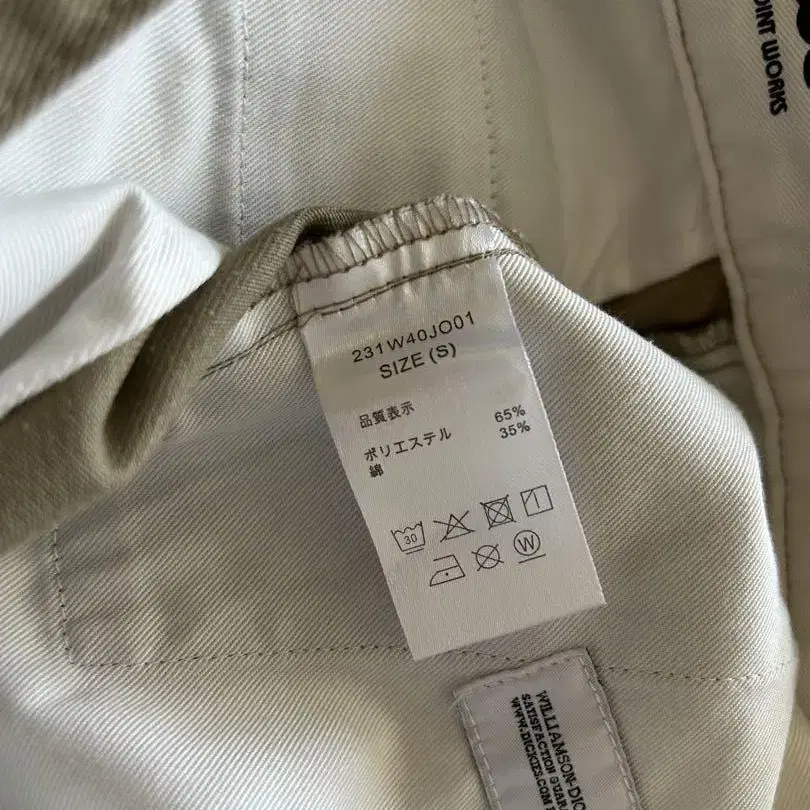 OINT WORKS
231W40JO01
SIZE (S)
品質表示
ポリエステル 65%
綿 35%
30
W
WILLIAMSON-DIC
SATISFACTION GUAR
WWW.DICKIES.COM